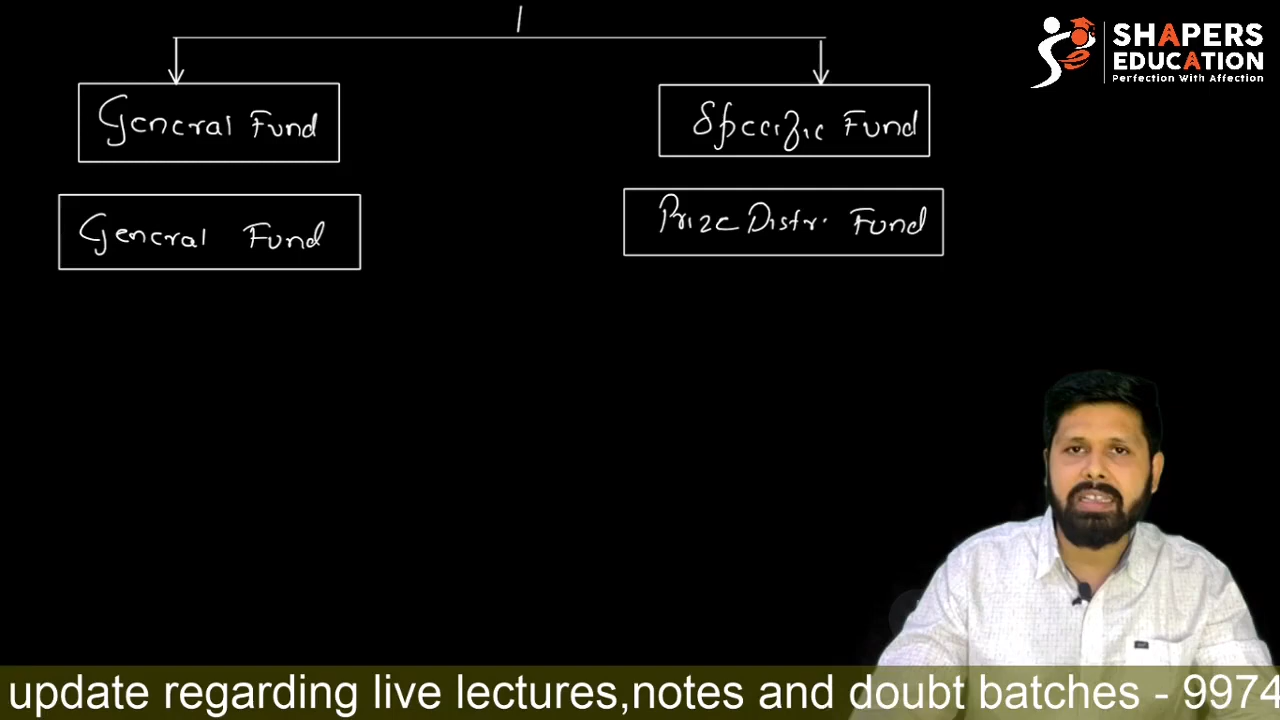 SHAPERS
EDUCATION
Perfection With Affection
General Fund
Specific Fund
General Fund
Prize Distri. Fund
update regarding live lectures,notes and doubt batches - 9974